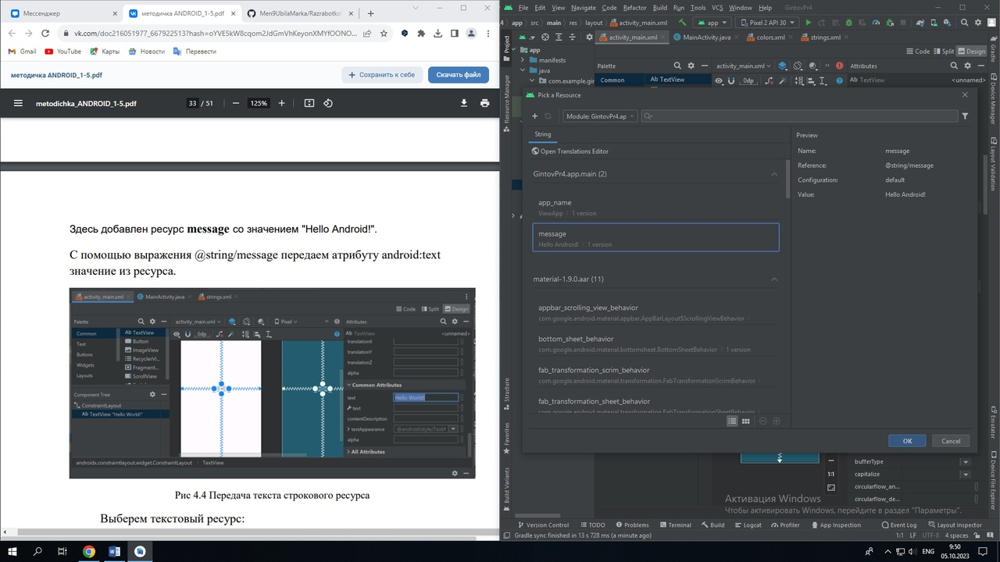 Мессенджер
методичка ANDROID_1-5.pdf
Men9UbilaMarka/Razrabotka
vk.com/doc216051977_667922513?hash=oYVE5kW8cqom2JdGmVhKeyonXMYfOONO...
Gmail
YouTube
Карты
Новости
Перевести
методичка ANDROID_1-5.pdf
Сохранить к себе
Скачать файл
metodichka_ANDROID_1-5.pdf
33 / 51
125%
Здесь добавлен ресурс message со значением "Hello Android!".
С помощью выражения @string/message передаем атрибуту android:text
значение из ресурса.
activity_main.xml
MainActivity.java
strings.xml
Code
Split
Design
Palette
activity_main.xml
Pixel
Attributes
Common
Ab TextView
0dp
Ab TextView
<unnamed>
Text
Button
translationX
Buttons
ImageView
translationY
Widgets
RecyclerVi...
translationZ
Layouts
Fragment...
ScrollView
alpha
Common Attributes
Component Tree
text
Hello World!
ConstraintLayout
text
Ab TextView "Hello World!"
contentDescription
textAppearance
@android:style/TextA
alpha
All Attributes
androidx.constraintlayout.widget.ConstraintLayout
TextView
Рис 4.4 Передача текста строкового ресурса
Выберем текстовый ресурс:
File
Edit
View
Navigate
Code
Refactor
Build
Run
Tools
VCS
Window
Help
GintovPr4
app
src
main
res
layout
activity_main.xml
app
Pixel 2 API 30
activity_main.xml
MainActivity.java
colors.xml
strings.xml
Code
Split
Design
app
manifests
java
com.example.gin
Palette
activity_main.xml
Attributes
Common
Ab TextView
0dp
Ab TextView
<unnamed>
Project
Resource Manager
Structure
Favorites
Build Variants
Gradle
Device Manager
Layout Validation
Emulator
Device File Explorer
Pick a Resource
Module: GintovPr4.ap
String
Open Translations Editor
GintovPr4.app.main (2)
app_name
ViewApp | 1 version
message
Hello Android! | 1 version
material-1.9.0.aar (11)
appbar_scrolling_view_behavior
com.google.android.material.appbar.AppBarLayout$ScrollingViewBehavior
bottom_sheet_behavior
com.google.android.material.bottomsheet.BottomSheetBehavior | 1 version
fab_transformation_scrim_behavior
com.google.android.material.transformation.FabTransformationScrimBehavior
fab_transformation_sheet_behavior
com.google.android.material.transformation.FabTransformationSheetBehavior
Preview
Name:
message
Reference:
@string/message
Configuration:
default
Value:
Hello Android!
OK
Cancel
1:1
bufferType
capitalize
circularflow_an...
circularflow_de...
Активация Windows
Чтобы активировать Windows, перейдите в раздел "Параметры".
Version Control
TODO
Problems
Terminal
Build
Logcat
Profiler
App Inspection
Event Log
Layout Inspector
Gradle sync finished in 13 s 728 ms (a minute ago)
1:1
LF
UTF-8
4 spaces
ENG
9:50
05.10.2023